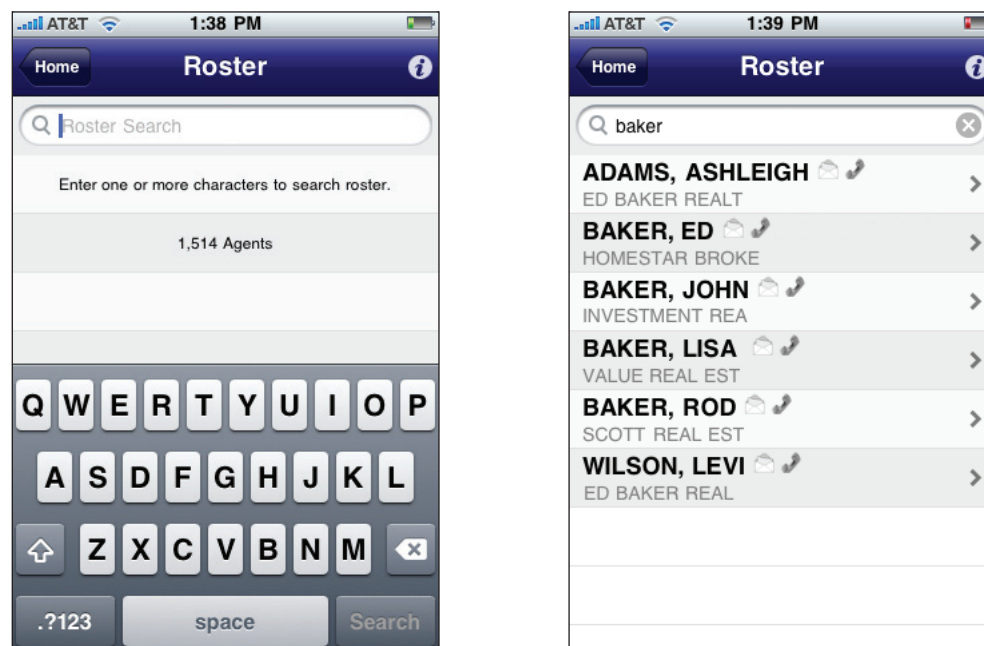 AT&T 1:38 PM
Home Roster
Roster Search
Enter one or more characters to search roster.
1,514 Agents
Q W E R T Y U I O P
A S D F G H J K L
Z X C V B N M
.?123 space Search
AT&T 1:39 PM
Home Roster
baker
ADAMS, ASHLEIGH
ED BAKER REALT
BAKER, ED
HOMESTAR BROKE
BAKER, JOHN
INVESTMENT REA
BAKER, LISA
VALUE REAL EST
BAKER, ROD
SCOTT REAL EST
WILSON, LEVI
ED BAKER REAL